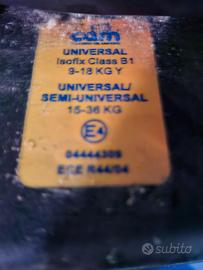 cam
UNIVERSAL
Isofix Class B1
9-18 KG Y
UNIVERSAL/
SEMI-UNIVERSAL
15-36 KG
E4
04444309
ECE R44/04
subito